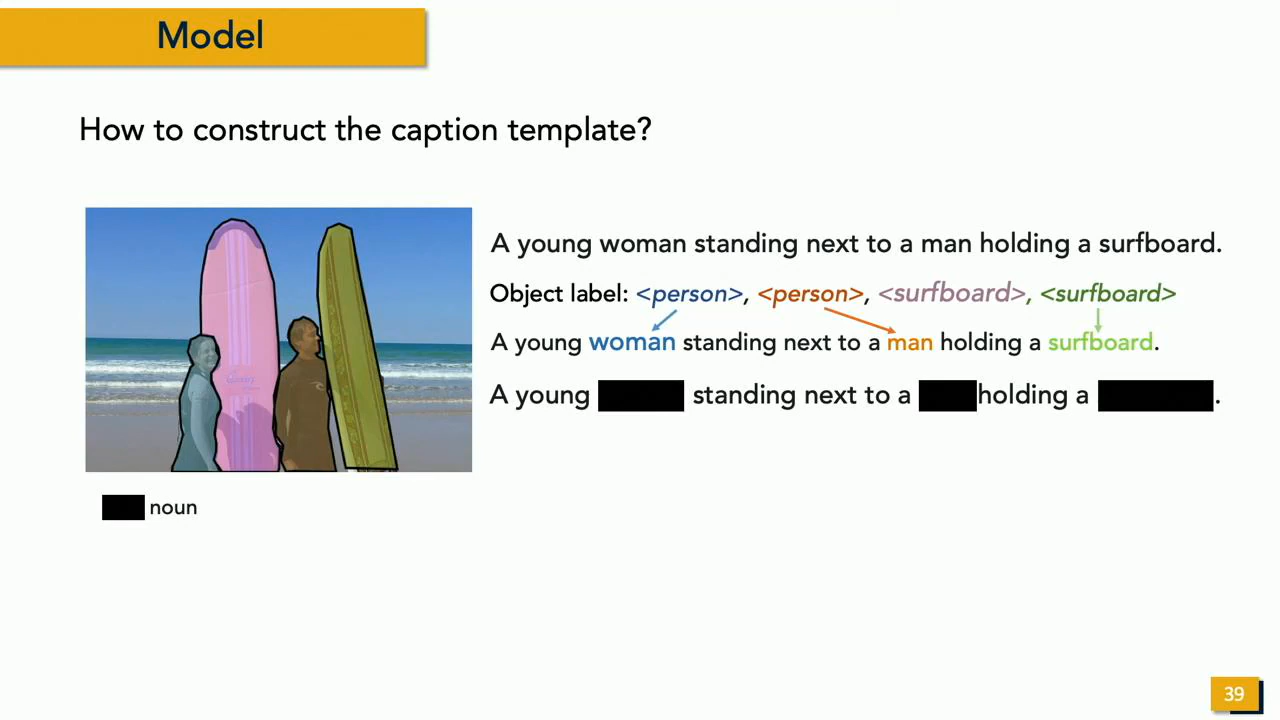 Model
How to construct the caption template?
A young woman standing next to a man holding a surfboard.
Object label: <person>, <person>, <surfboard>, <surfboard>
A young woman standing next to a man holding a surfboard.
A young standing next to a holding a .
noun
39